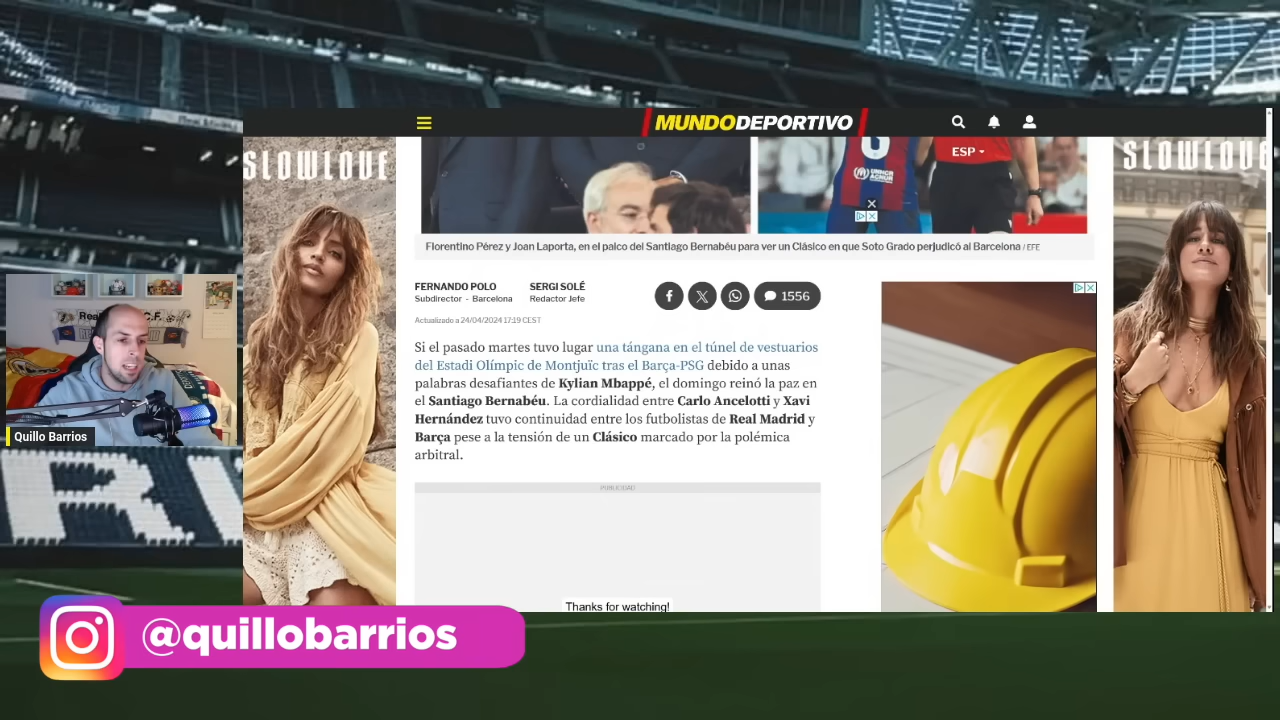 MUNDODEPORTIVO
SLOWLOVE
SLOWLOVE
ESP
Florentino Pérez y Joan Laporta, en el palco del Santiago Bernabéu para ver un Clásico en que Soto Grado perjudicó al Barcelona / EFE
FERNANDO POLO
Subdirector - Barcelona
SERGI SOLÉ
Redactor Jefe
1556
Actualizado a 24/04/2024 17:19 CEST
Si el pasado martes tuvo lugar una tángana en el túnel de vestuarios
del Estadi Olímpic de Montjuïc tras el Barça-PSG debido a unas
palabras desafiantes de Kylian Mbappé, el domingo reinó la paz en
el Santiago Bernabéu. La cordialidad entre Carlo Ancelotti y Xavi
Hernández tuvo continuidad entre los futbolistas de Real Madrid y
Barça pese a la tensión de un Clásico marcado por la polémica
arbitral.
PUBLICIDAD
Thanks for watching!
Quillo Barrios
@quillobarrios